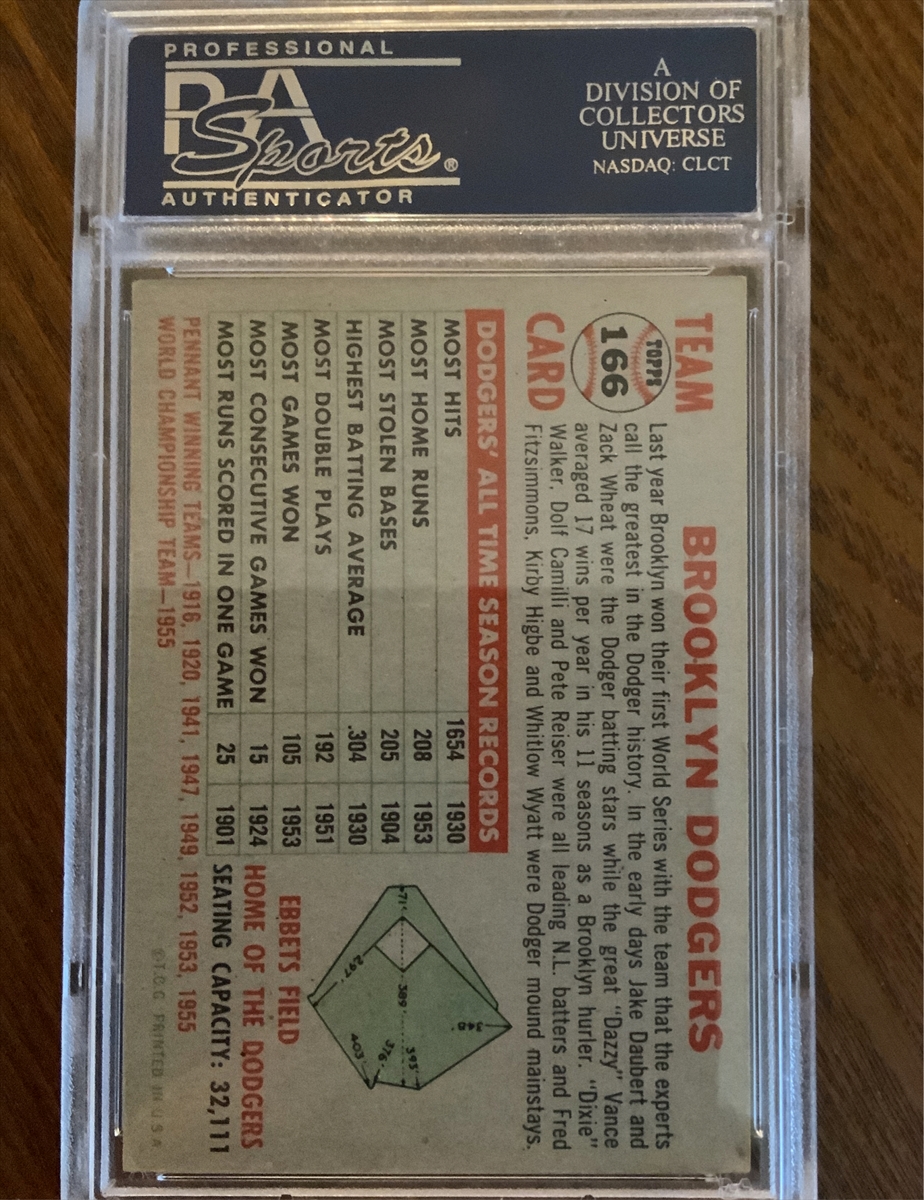 PROFESSIONAL
PSA
Sports®
AUTHENTICATOR
A
DIVISION OF
COLLECTORS
UNIVERSE
NASDAQ: CLCT
TEAM
TOPPS
166
CARD
BROOKLYN DODGERS
Last year Brooklyn won their first World Series with the team that the experts
call the greatest in the Dodger history. In the early days Jake Daubert and
Zack Wheat were the Dodger batting stars while the great "Dazzy" Vance
averaged 17 wins per year in his 11 seasons as a Brooklyn hurler. "Dixie"
Walker, Dolf Camilli and Pete Reiser were all leading N.L. batters and Fred
Fitzsimmons, Kirby Higbe and Whitlow Wyatt were Dodger mound mainstays.
DODGERS' ALL TIME SEASON RECORDS
MOST HITS 1654 1930
MOST HOME RUNS 208 1953
MOST STOLEN BASES 205 1904
HIGHEST BATTING AVERAGE .304 1930
MOST DOUBLE PLAYS 192 1951
MOST GAMES WON 105 1953
MOST CONSECUTIVE GAMES WON 15 1924
MOST RUNS SCORED IN ONE GAME 25 1901
71'
297'
389'
348
393'
376'
403'
EBBETS FIELD
HOME OF THE DODGERS
SEATING CAPACITY: 32,111
PENNANT WINNING TEAMS—1916, 1920, 1941, 1947, 1949, 1952, 1953, 1955
WORLD CHAMPIONSHIP TEAM—1955
©T.C.G. PRINTED IN U.S.A.